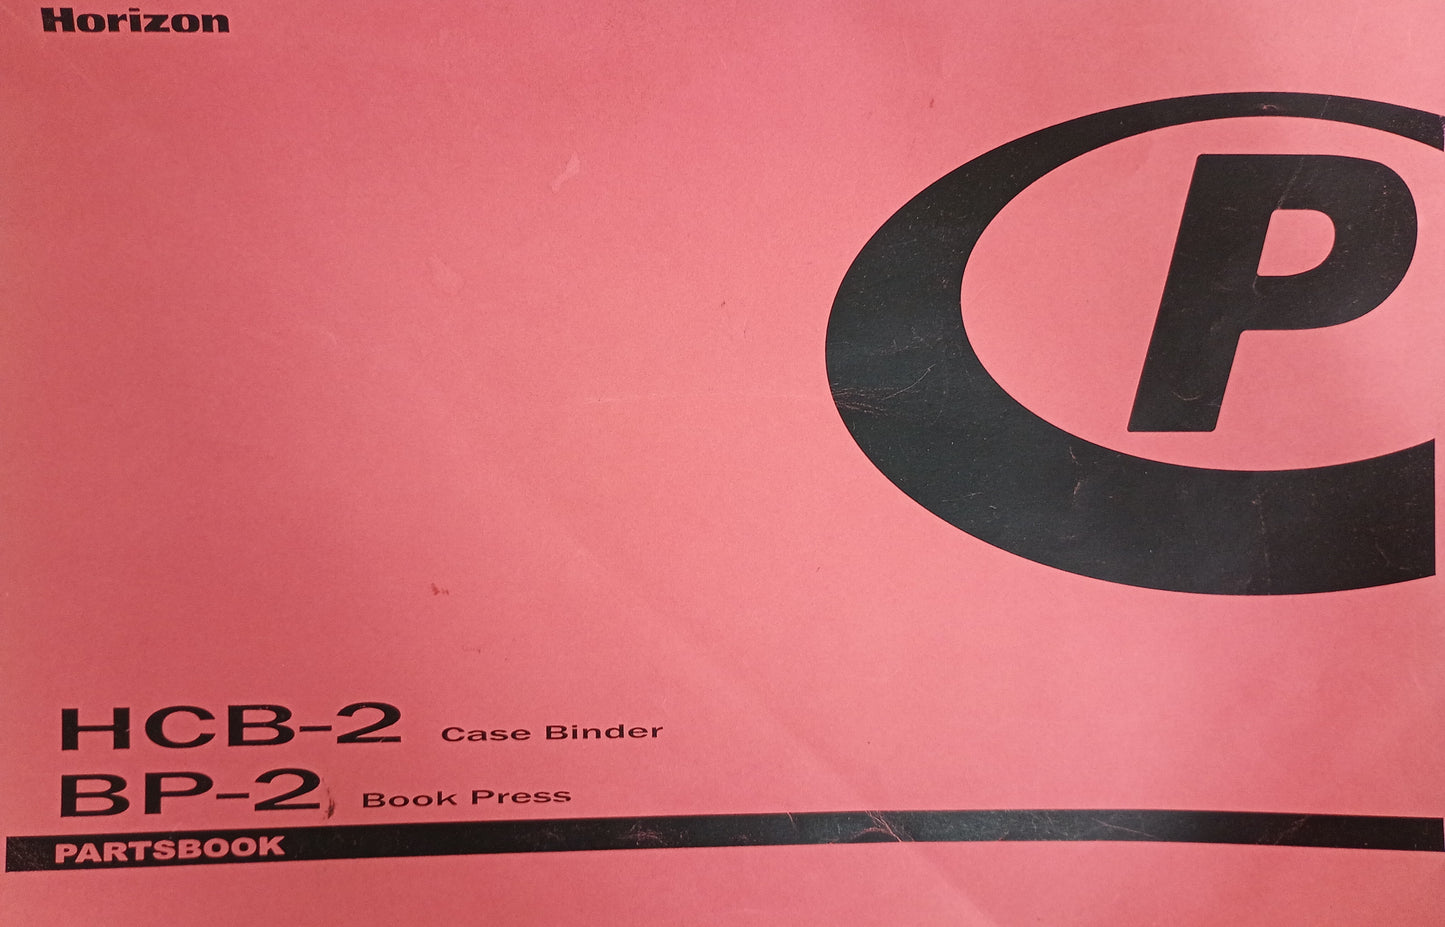 Horizon
P
HCB-2 Case Binder
BP-2 Book Press
PARTSBOOK